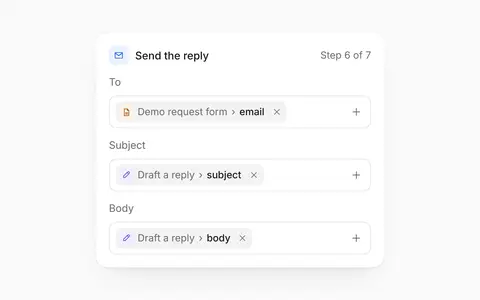 Send the reply Step 6 of 7
To
Demo request form › email ×
Subject
Draft a reply › subject ×
Body
Draft a reply › body ×